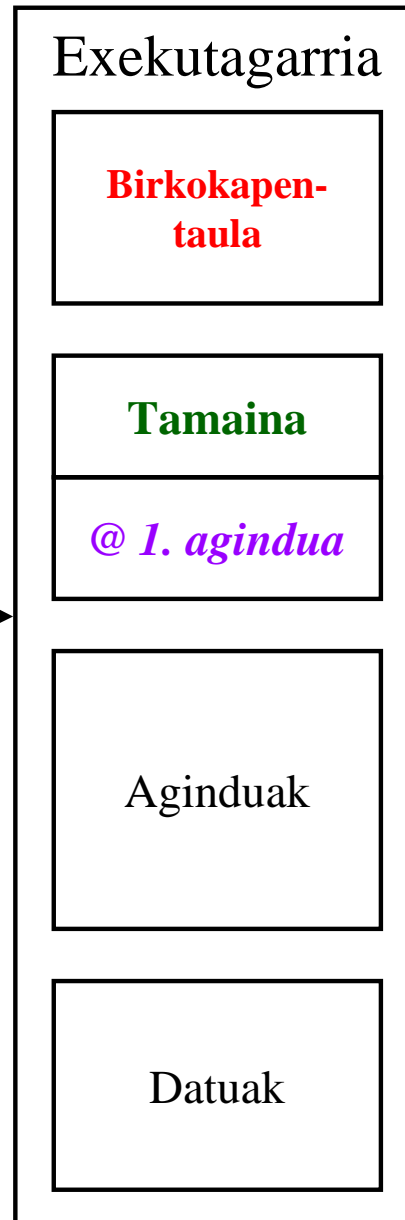 Exekutagarria
Birkokapen-
taula
Tamaina
@ 1. agindua
Aginduak
Datuak